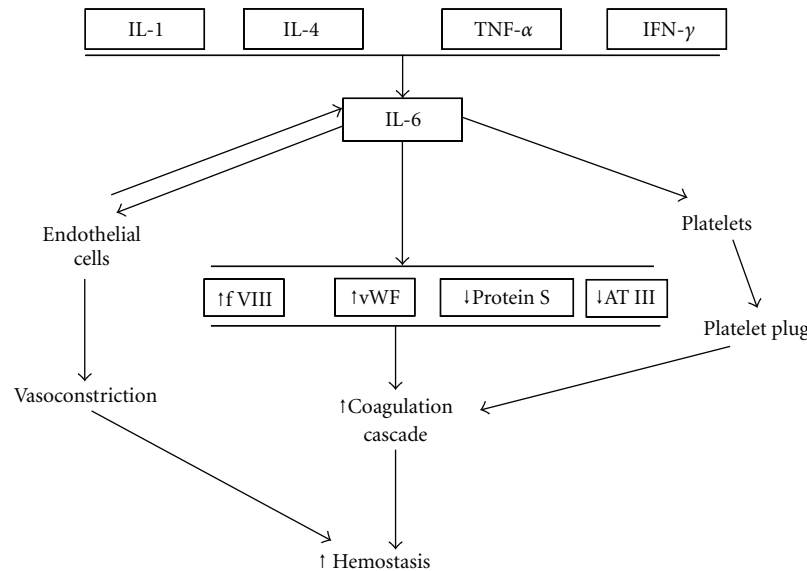 IL-1
IL-4
TNF-α
IFN-γ
IL-6
Endothelial
cells
Platelets
↑f VIII
↑vWF
↓Protein S
↓AT III
Platelet plug
Vasoconstriction
↑Coagulation
cascade
↑ Hemostasis